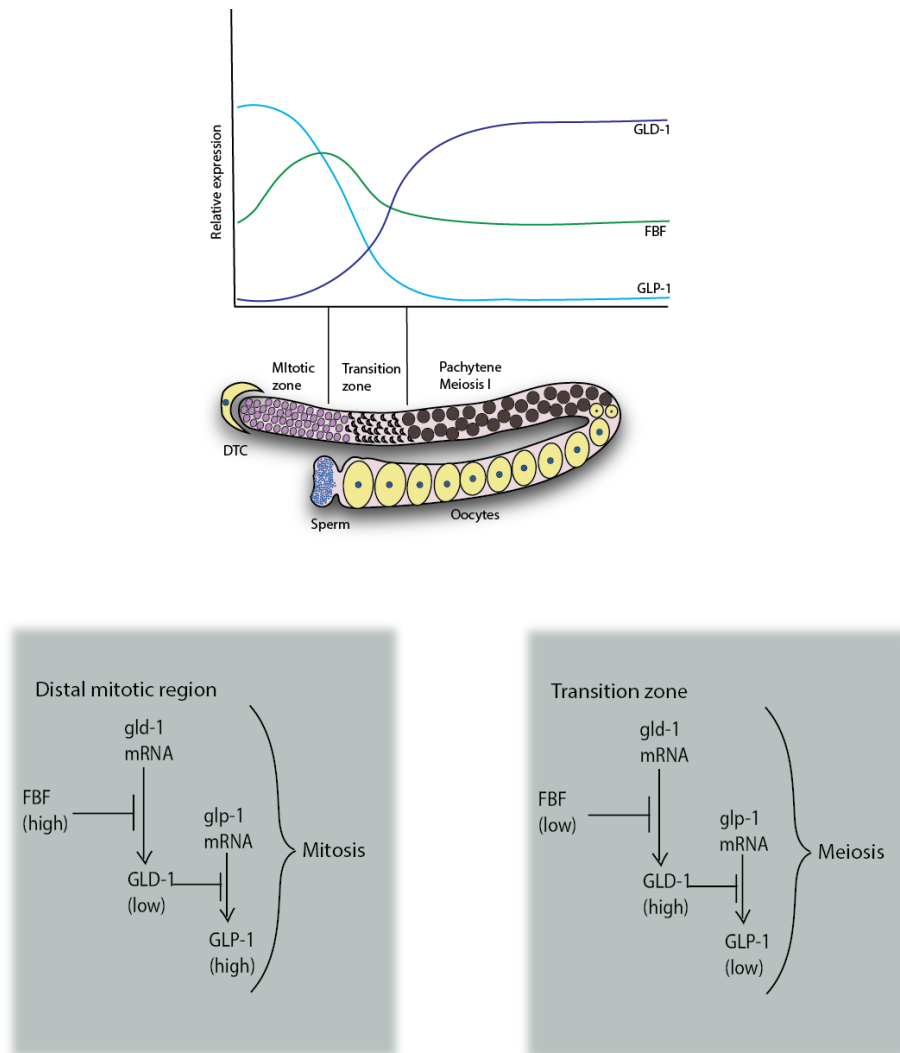 Relative expression
GLD-1
FBF
GLP-1
MItotic
zone
Transition
zone
Pachytene
Meiosis I
DTC
Sperm
Oocytes
Distal mitotic region
gld-1
mRNA
FBF
(high)
glp-1
mRNA
Mitosis
GLD-1
(low)
GLP-1
(high)
Transition zone
gld-1
mRNA
FBF
(low)
glp-1
mRNA
Meiosis
GLD-1
(high)
GLP-1
(low)